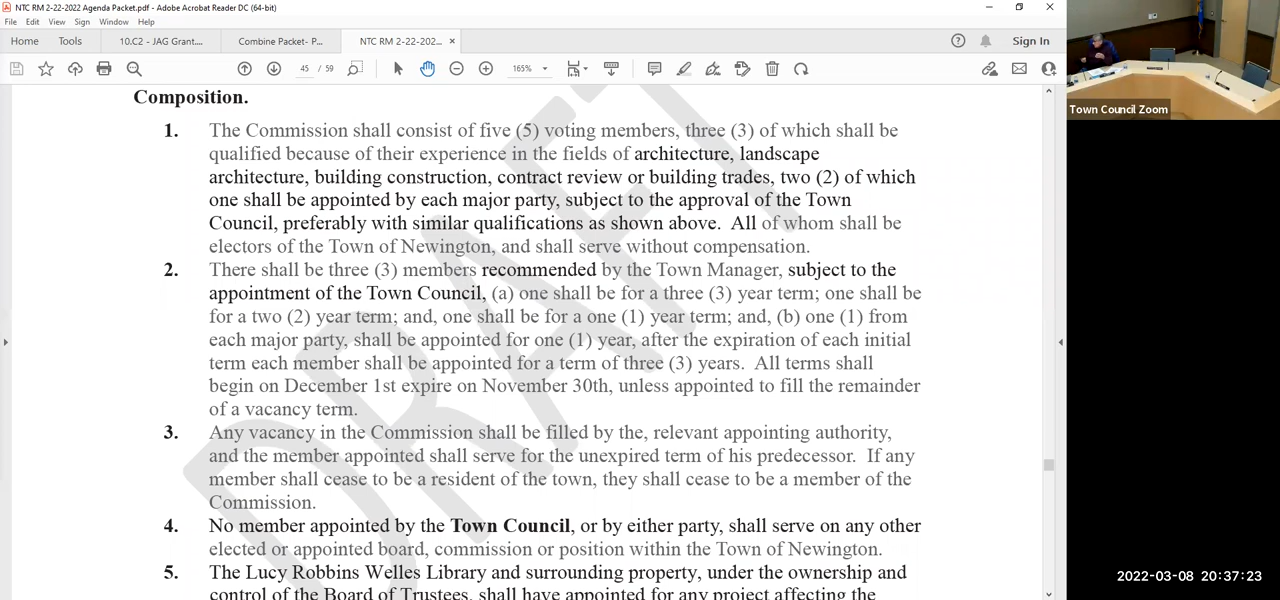 NTC RM 2-22-2022 Agenda Packet.pdf - Adobe Acrobat Reader DC (64-bit)
File Edit View Sign Window Help
Home Tools 10.C2 - JAG Grant.... Combine Packet- P... NTC RM 2-22-202... × Sign In
45 / 59 165%
Composition.
1. The Commission shall consist of five (5) voting members, three (3) of which shall be
qualified because of their experience in the fields of architecture, landscape
architecture, building construction, contract review or building trades, two (2) of which
one shall be appointed by each major party, subject to the approval of the Town
Council, preferably with similar qualifications as shown above. All of whom shall be
electors of the Town of Newington, and shall serve without compensation.
2. There shall be three (3) members recommended by the Town Manager, subject to the
appointment of the Town Council, (a) one shall be for a three (3) year term; one shall be
for a two (2) year term; and, one shall be for a one (1) year term; and, (b) one (1) from
each major party, shall be appointed for one (1) year, after the expiration of each initial
term each member shall be appointed for a term of three (3) years. All terms shall
begin on December 1st expire on November 30th, unless appointed to fill the remainder
of a vacancy term.
3. Any vacancy in the Commission shall be filled by the, relevant appointing authority,
and the member appointed shall serve for the unexpired term of his predecessor. If any
member shall cease to be a resident of the town, they shall cease to be a member of the
Commission.
4. No member appointed by the Town Council, or by either party, shall serve on any other
elected or appointed board, commission or position within the Town of Newington.
5. The Lucy Robbins Welles Library and surrounding property, under the ownership and
control of the Board of Trustees, shall have appointed for any project affecting the
DRAFT
Town Council Zoom
2022-03-08 20:37:23